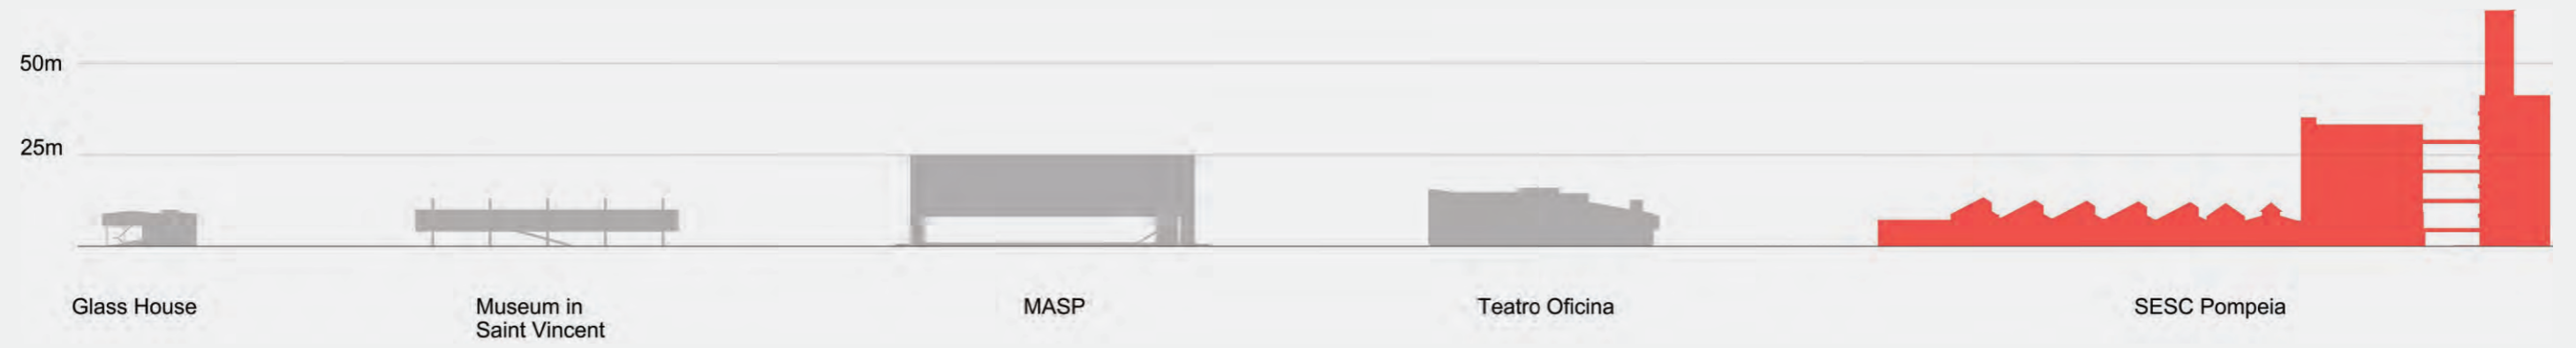 50m
25m
Glass House
Museum in
Saint Vincent
MASP
Teatro Oficina
SESC Pompeia